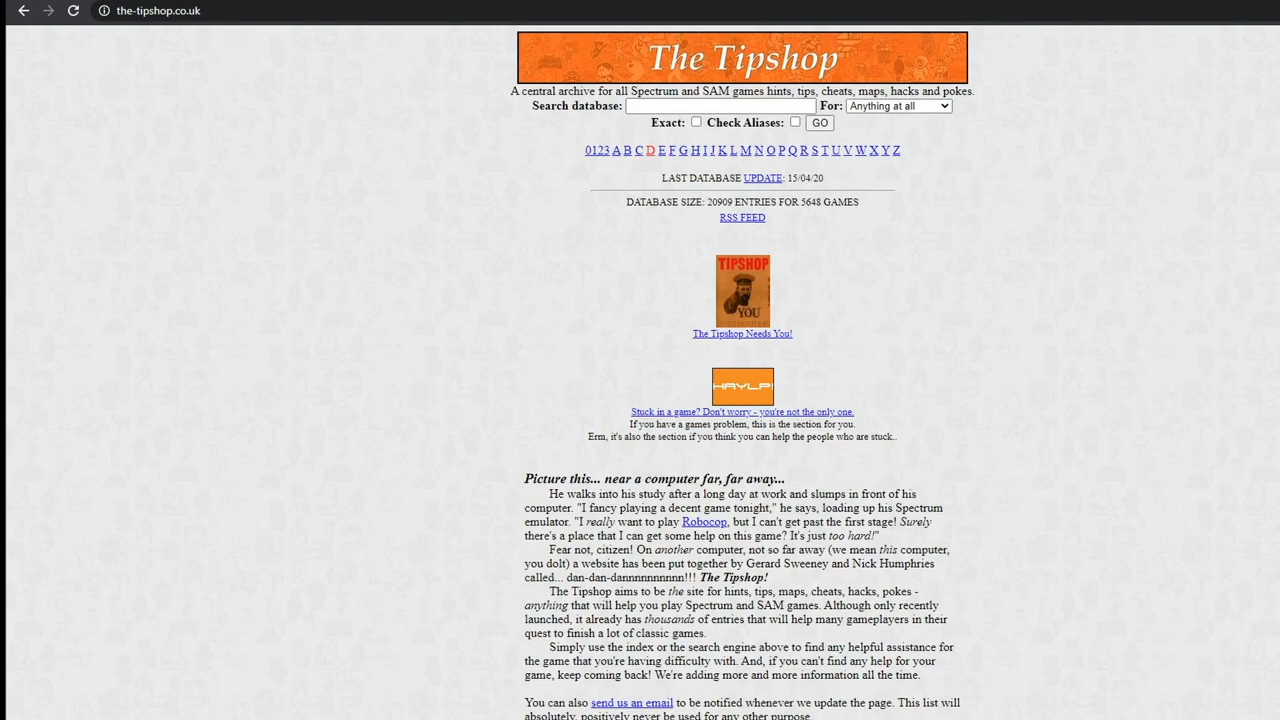 the-tipshop.co.uk
The Tipshop
A central archive for all Spectrum and SAM games hints, tips, cheats, maps, hacks and pokes.
Search database: For: Anything at all
Exact: Check Aliases: GO
0123 A B C D E F G H I J K L M N O P Q R S T U V W X Y Z
LAST DATABASE UPDATE: 15/04/20
DATABASE SIZE: 20909 ENTRIES FOR 5648 GAMES
RSS FEED
TIPSHOP
YOU
The Tipshop Needs You!
HAYLP!
Stuck in a game? Don't worry - you're not the only one.
If you have a games problem, this is the section for you.
Erm, it's also the section if you think you can help the people who are stuck..
Picture this... near a computer far, far away...
He walks into his study after a long day at work and slumps in front of his
computer. "I fancy playing a decent game tonight," he says, loading up his Spectrum
emulator. "I really want to play Robocop, but I can't get past the first stage! Surely
there's a place that I can get some help on this game? It's just too hard!"
Fear not, citizen! On another computer, not so far away (we mean this computer,
you dolt) a website has been put together by Gerard Sweeney and Nick Humphries
called... dan-dan-dannnnnnnnnn!!! The Tipshop!
The Tipshop aims to be the site for hints, tips, maps, cheats, hacks, pokes -
anything that will help you play Spectrum and SAM games. Although only recently
launched, it already has thousands of entries that will help many gameplayers in their
quest to finish a lot of classic games.
Simply use the index or the search engine above to find any helpful assistance for
the game that you're having difficulty with. And, if you can't find any help for your
game, keep coming back! We're adding more and more information all the time.
You can also send us an email to be notified whenever we update the page. This list will
absolutely, positively never be used for any other purpose.